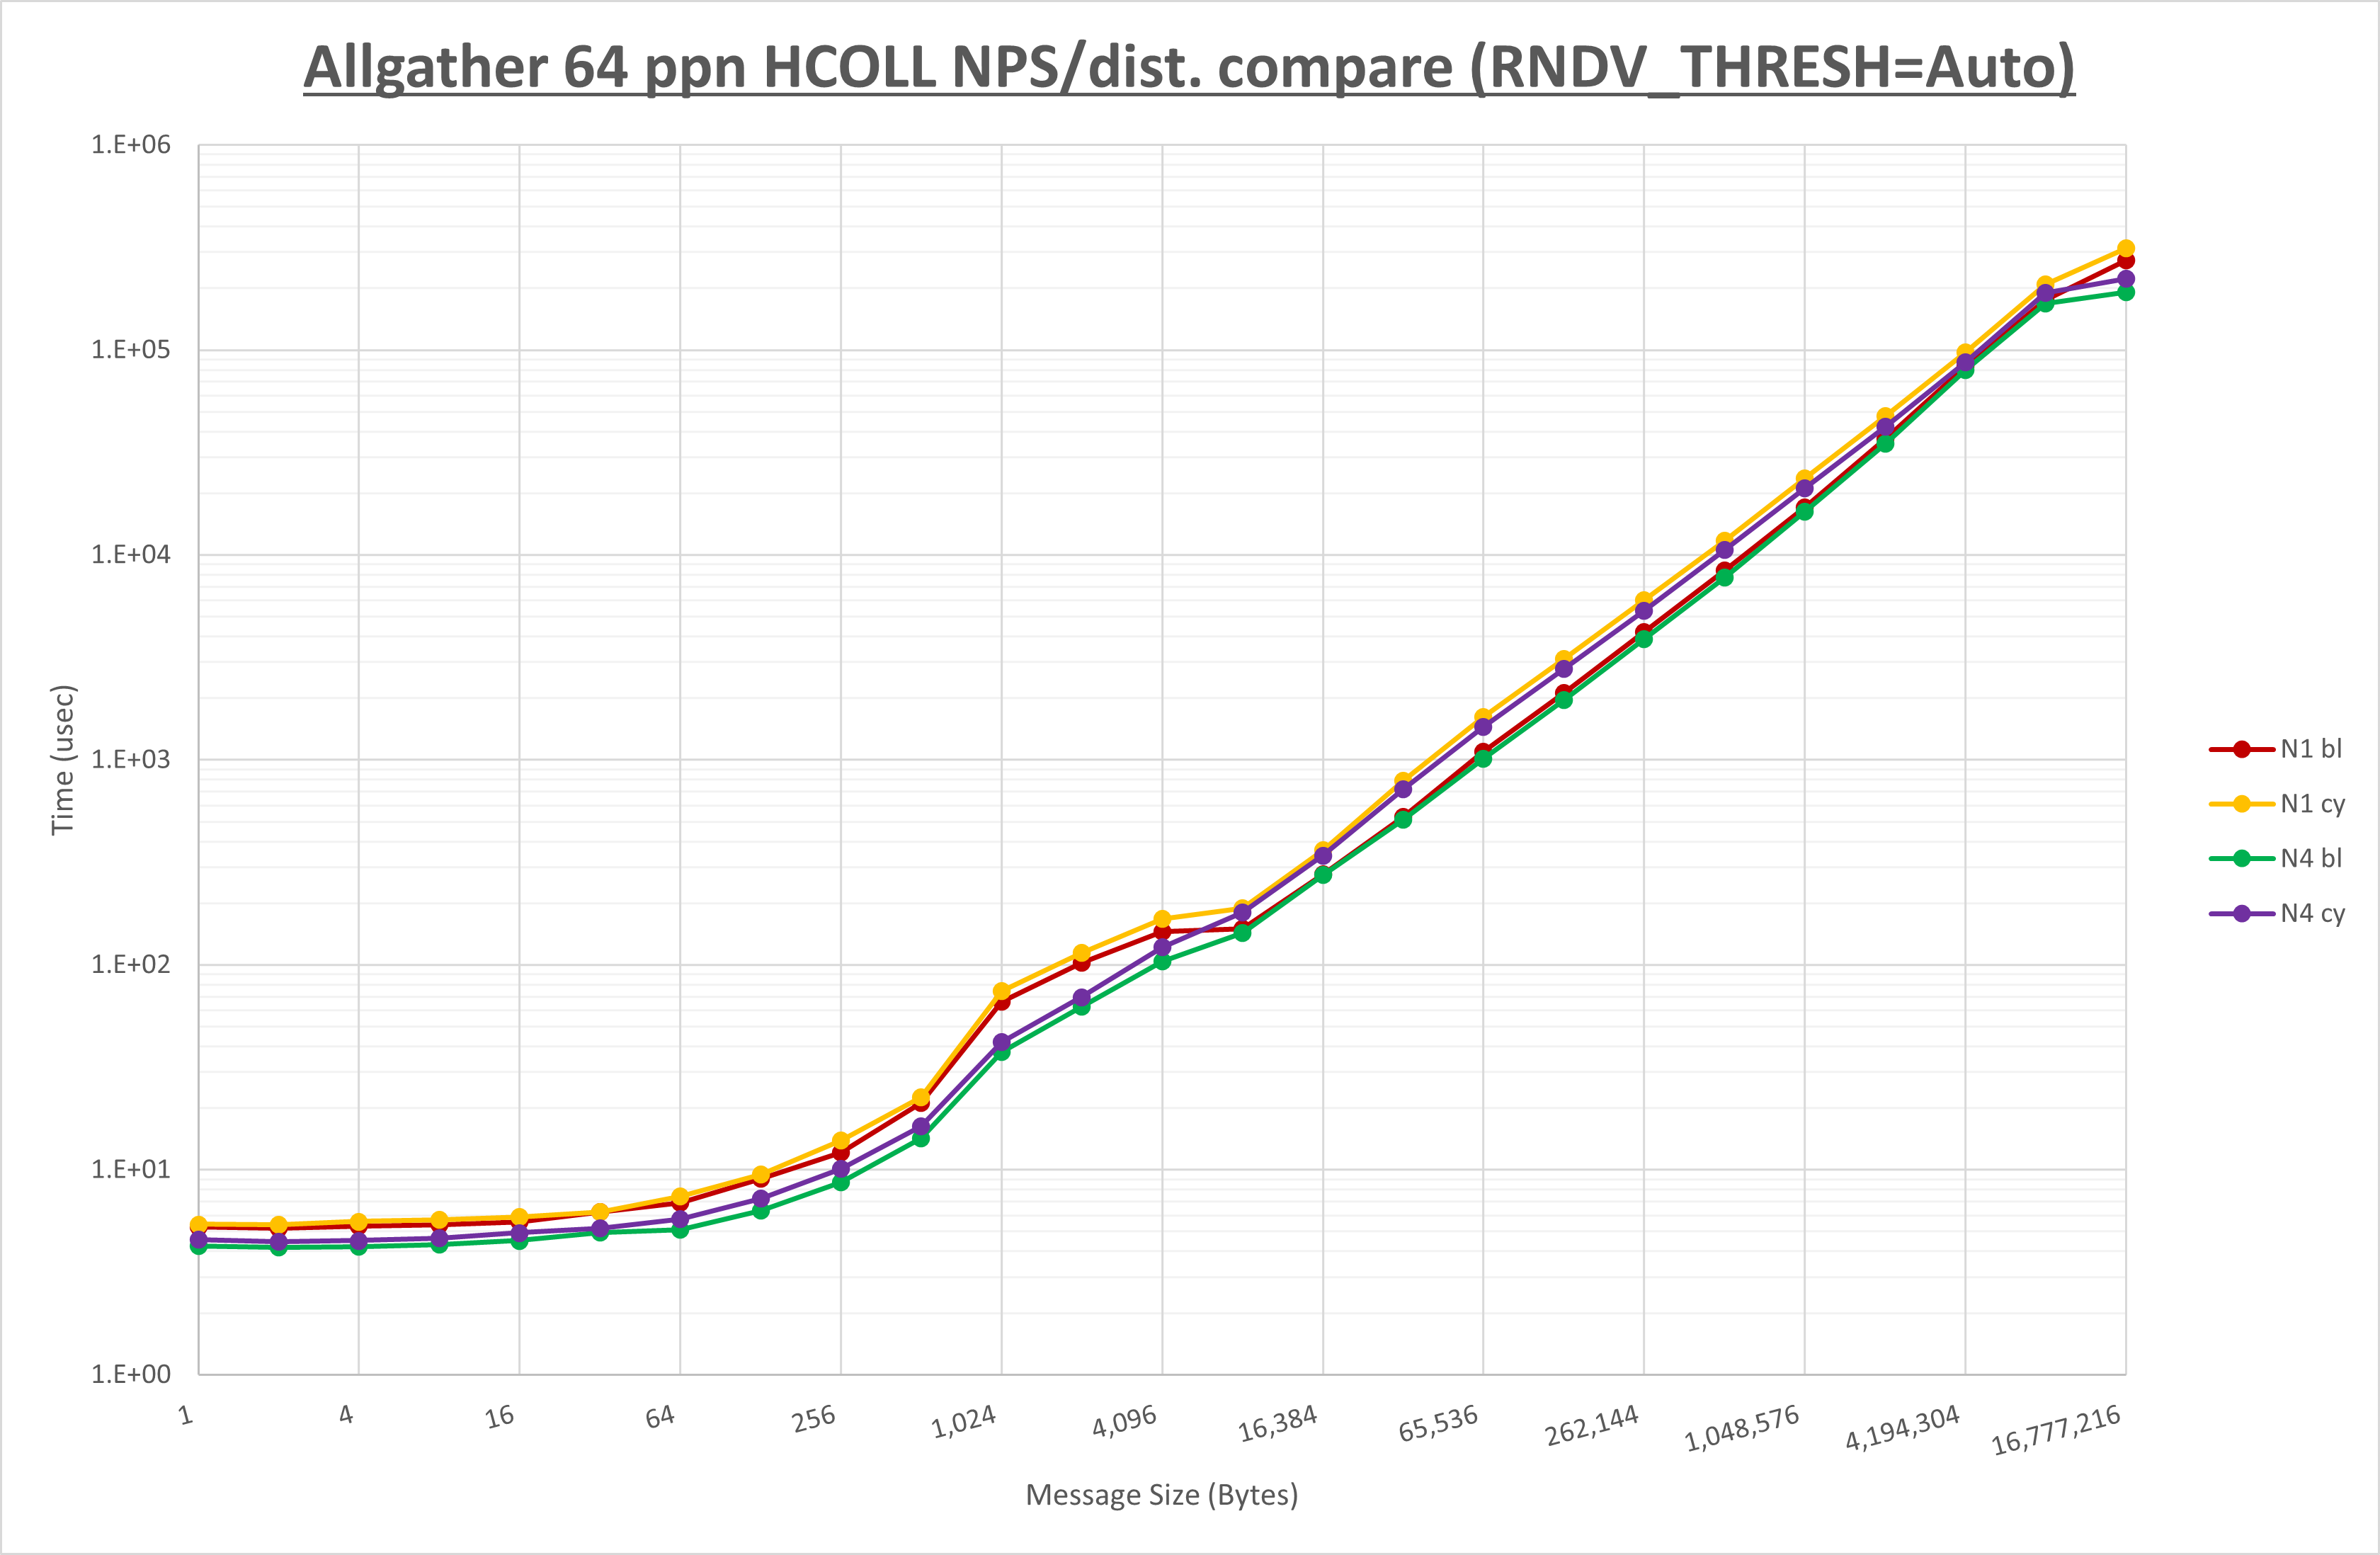 Allgather 64 ppn HCOLL NPS/dist. compare (RNDV_THRESH=Auto)
1.E+06
1.E+05
1.E+04
1.E+03
1.E+02
1.E+01
1.E+00
Time (usec)
1 4 16 64 256 1,024 4,096 16,384 65,536 262,144 1,048,576 4,194,304 16,777,216
Message Size (Bytes)
N1 bl
N1 cy
N4 bl
N4 cy